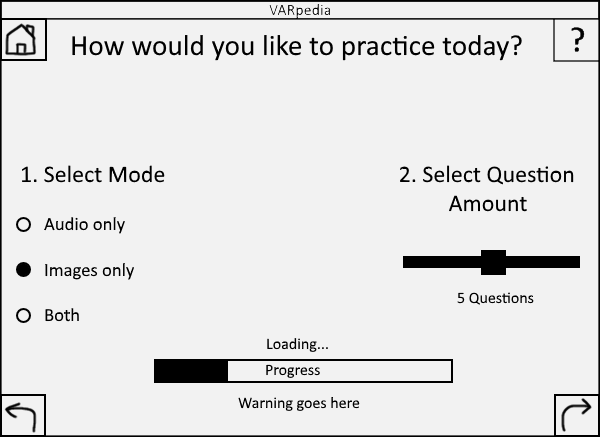 VARpedia
How would you like to practice today?
?
1. Select Mode
Audio only
Images only
Both
2. Select Question
Amount
5 Questions
Loading...
Progress
Warning goes here